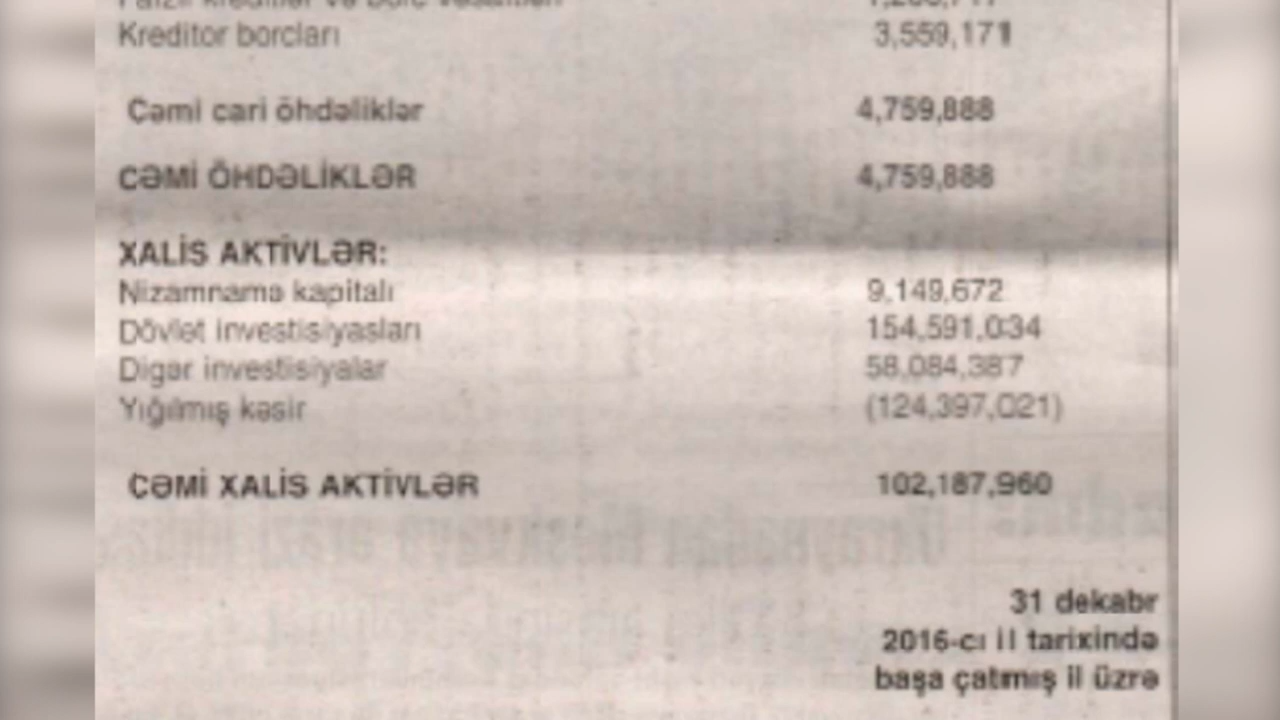 Kreditor borcları 3,559,171
Cəmi cari öhdəliklər 4,759,888
CƏMİ ÖHDƏLİKLƏR 4,759,888
XALİS AKTİVLƏR:
Nizamnamə kapitalı 9,149,672
Dövlət investisiyasları 154,591,034
Digər investisiyalar 58,084,387
Yığılmış kəsir (124,397,021)
CƏMİ XALİS AKTİVLƏR 102,187,960
31 dekabr
2016-cı il tarixində
başa çatmış il üzrə